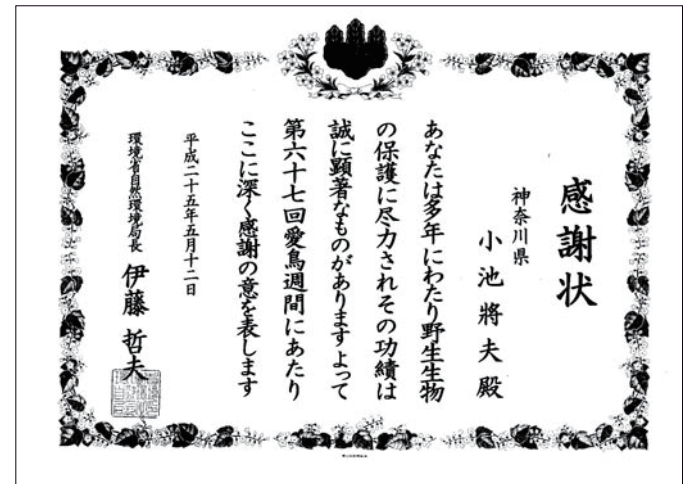 感謝状
神奈川県
小池將夫殿
あなたは多年にわたり野生生物
の保護に尽力されその功績は
誠に顕著なものがありますよって
第六十七回愛鳥週間にあたり
ここに深く感謝の意を表します
平成二十五年五月十二日
環境省自然環境局長 伊藤哲夫